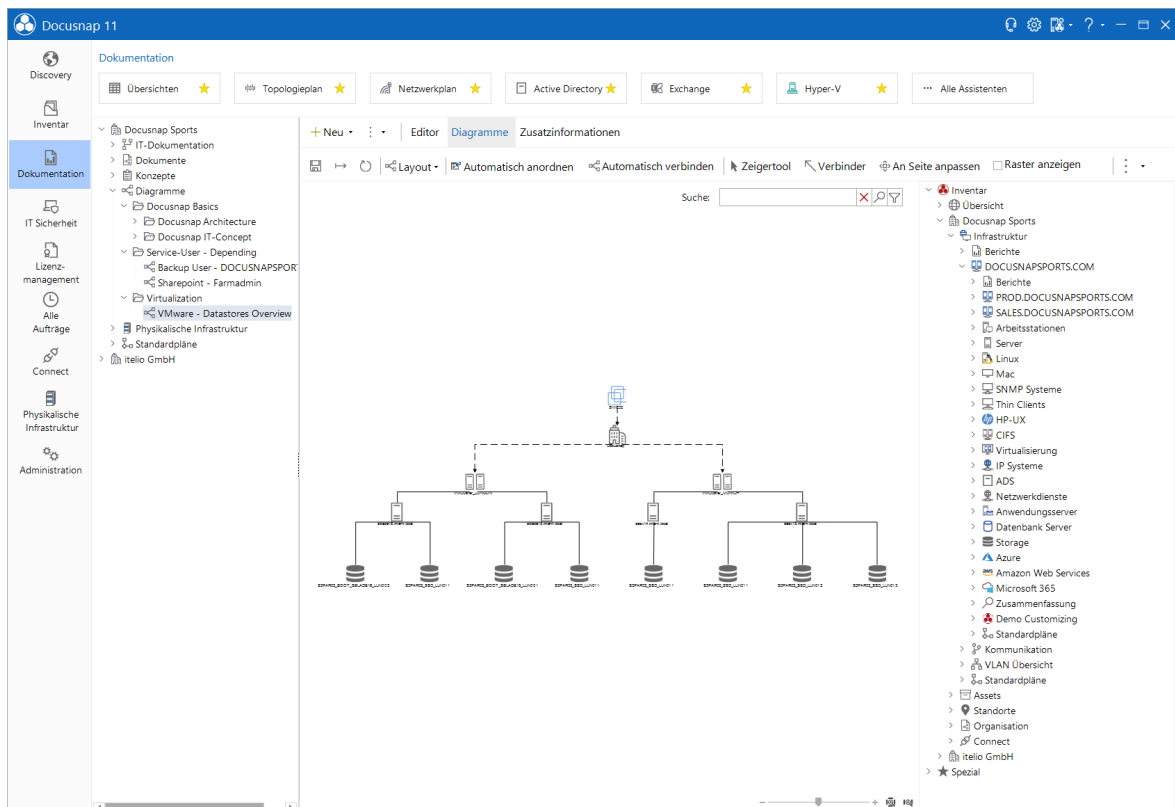 Docusnap 11
Discovery
Inventar
Dokumentation
IT Sicherheit
Lizenz-
management
Alle
Aufträge
Connect
Physikalische
Infrastruktur
Administration
Dokumentation
Übersichten
Topologieplan
Netzwerkplan
Active Directory
Exchange
Hyper-V
Alle Assistenten
Docusnap Sports
IT-Dokumentation
Dokumente
Konzepte
Diagramme
Docusnap Basics
Docusnap Architecture
Docusnap IT-Concept
Service-User - Depending
Backup User - DOCUSNAPSPOR
Sharepoint - Farmadmin
Virtualization
VMware - Datastores Overview
Physikalische Infrastruktur
Standardpläne
itelio GmbH
Neu
Editor
Diagramme
Zusatzinformationen
Layout
Automatisch anordnen
Automatisch verbinden
Zeigertool
Verbinder
An Seite anpassen
Raster anzeigen
Suche:
Inventar
Übersicht
Docusnap Sports
Infrastruktur
Berichte
DOCUSNAPSPORTS.COM
Berichte
PROD.DOCUSNAPSPORTS.COM
SALES.DOCUSNAPSPORTS.COM
Arbeitsstationen
Server
Linux
Mac
SNMP Systeme
Thin Clients
HP-UX
CIFS
Virtualisierung
IP Systeme
ADS
Netzwerkdienste
Anwendungsserver
Datenbank Server
Storage
Azure
Amazon Web Services
Microsoft 365
Zusammenfassung
Demo Customizing
Standardpläne
Kommunikation
VLAN Übersicht
Standardpläne
Assets
Standorte
Organisation
Connect
itelio GmbH
Spezial